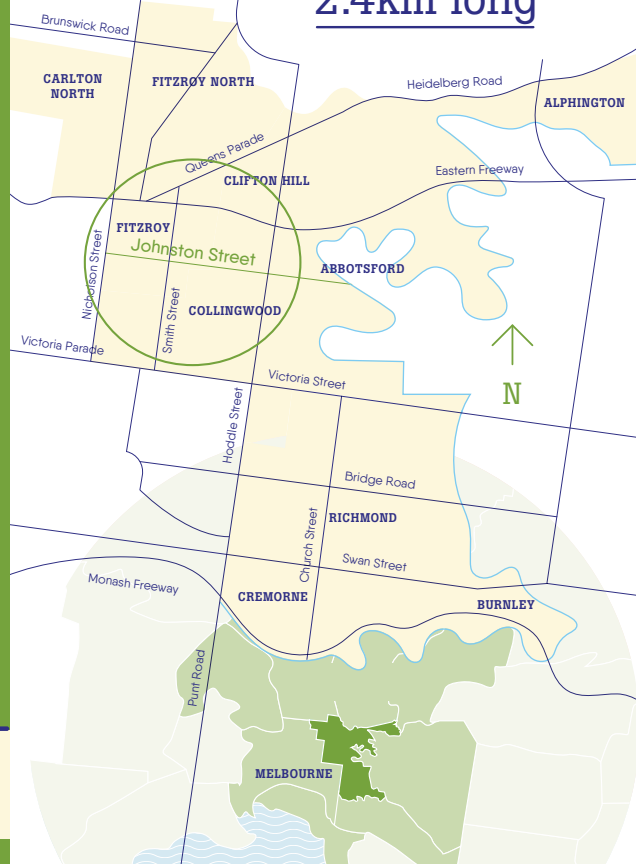 2.4km long
Brunswick Road
CARLTON
NORTH
FITZROY NORTH
Heidelberg Road
ALPHINGTON
Queens Parade
Eastern Freeway
CLIFTON HILL
FITZROY
Johnston Street
ABBOTSFORD
Nicholson Street
Smith Street
COLLINGWOOD
Victoria Parade
Victoria Street
N
Hoddle Street
Bridge Road
RICHMOND
Church Street
Swan Street
Monash Freeway
CREMORNE
BURNLEY
Punt Road
MELBOURNE